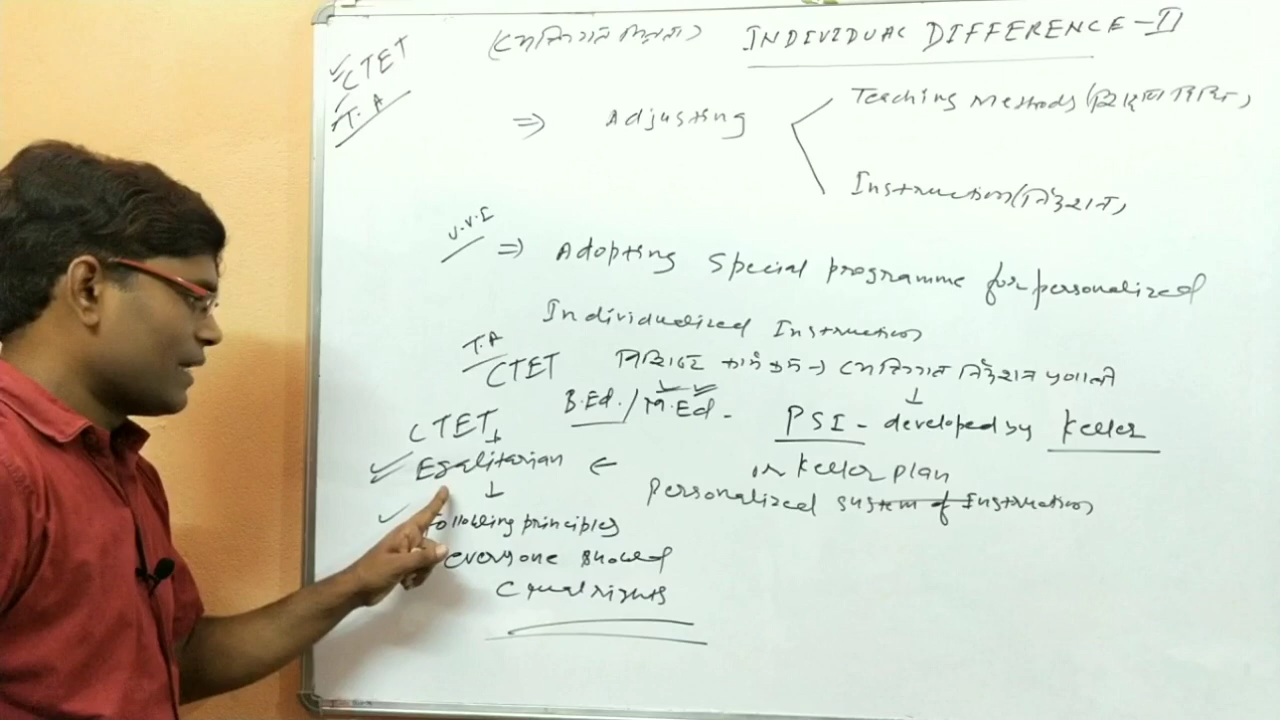 CTET
T.A
INDIVIDUAL DIFFERENCE-II
⇒ Adjusting
Teaching Methods
Instruction(निर्देशन)
V.V.I
⇒ Adopting Special programme for personalized
Individualized Instruction
T.A
CTET
B.Ed./M.Ed-
PSI - developed by Keller
or Keller plan
Personalized system of Instruction
CTET
Egalitarian ←
↓
following principles
everyone should
equal rights